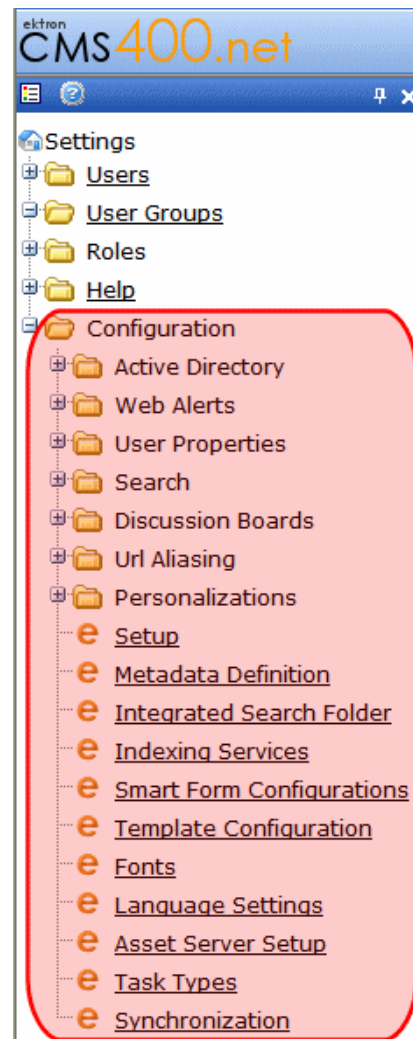 ektron
CMS400.net
Settings
Users
User Groups
Roles
Help
Configuration
Active Directory
Web Alerts
User Properties
Search
Discussion Boards
Url Aliasing
Personalizations
Setup
Metadata Definition
Integrated Search Folder
Indexing Services
Smart Form Configurations
Template Configuration
Fonts
Language Settings
Asset Server Setup
Task Types
Synchronization